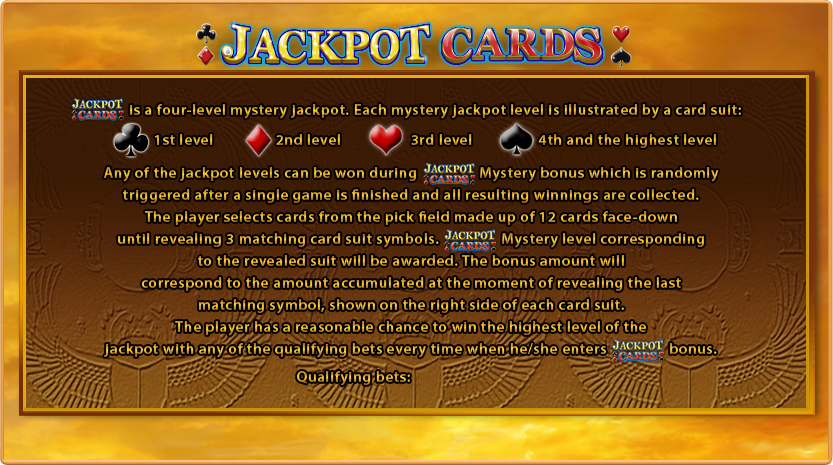 JACKPOT CARDS
JACKPOT CARDS is a four-level mystery jackpot. Each mystery jackpot level is illustrated by a card suit:
1st level 2nd level 3rd level 4th and the highest level
Any of the jackpot levels can be won during JACKPOT CARDS Mystery bonus which is randomly
triggered after a single game is finished and all resulting winnings are collected.
The player selects cards from the pick field made up of 12 cards face-down
until revealing 3 matching card suit symbols. JACKPOT CARDS Mystery level corresponding
to the revealed suit will be awarded. The bonus amount will
correspond to the amount accumulated at the moment of revealing the last
matching symbol, shown on the right side of each card suit.
The player has a reasonable chance to win the highest level of the
Jackpot with any of the qualifying bets every time when he/she enters JACKPOT CARDS bonus.
Qualifying bets: